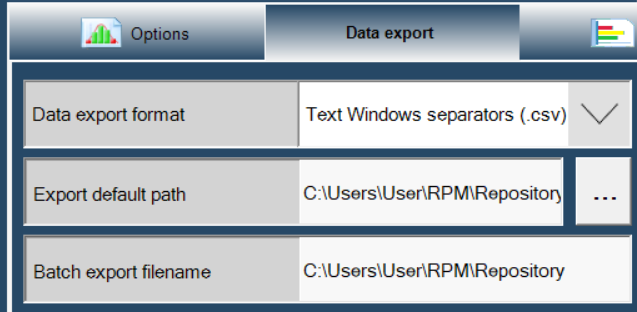 Options
Data export
Data export format
Text Windows separators (.csv)
Export default path
C:\Users\User\RPM\Repository
...
Batch export filename
C:\Users\User\RPM\Repository